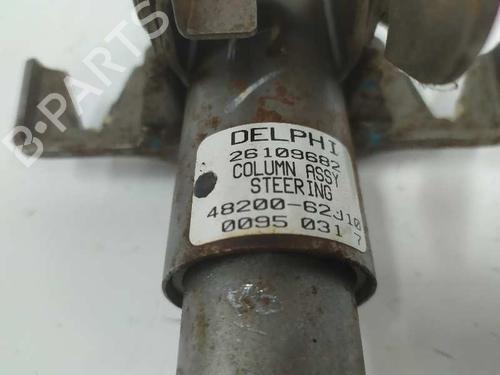 B-PARTS
DELPHI
26109682
COLUMN ASSY
STEERING
48200-62J10
0095 031 7